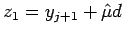 $z_1 = y_{j+1} + \hat{\mu} d$